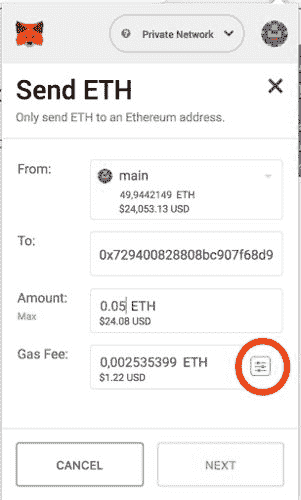 Private Network
Send ETH
Only send ETH to an Ethereum address.
From:
main
49,9442149 ETH
$24,053.13 USD
To:
0x729400828808bc907f68d9
Amount:
Max
0.05 ETH
$24.08 USD
Gas Fee:
0,002535399 ETH
$1.22 USD
CANCEL
NEXT